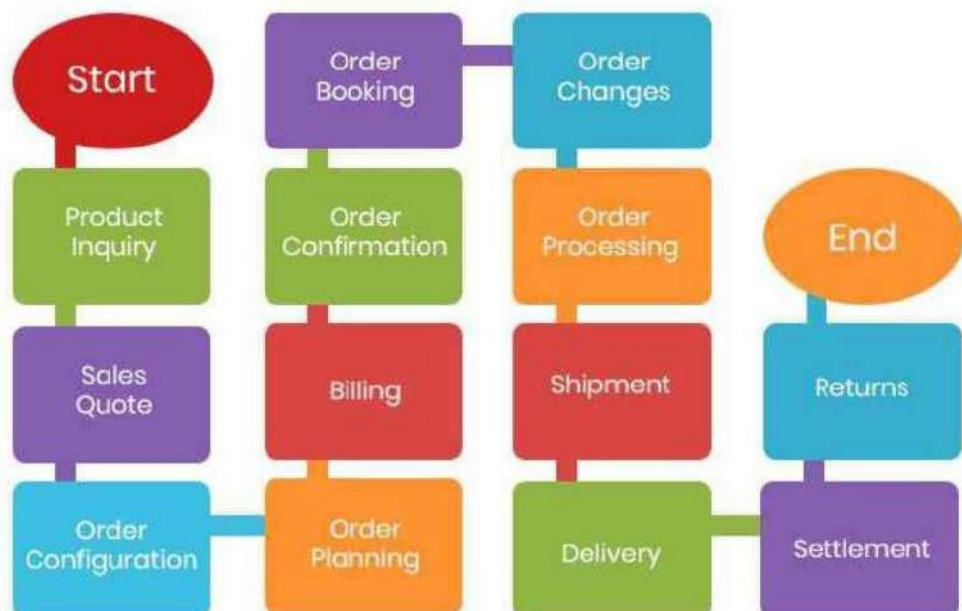 Start
Product
Inquiry
Sales
Quote
Order
Configuration
Order
Planning
Billing
Order
Confirmation
Order
Booking
Order
Changes
Order
Processing
Shipment
Delivery
Settlement
Returns
End